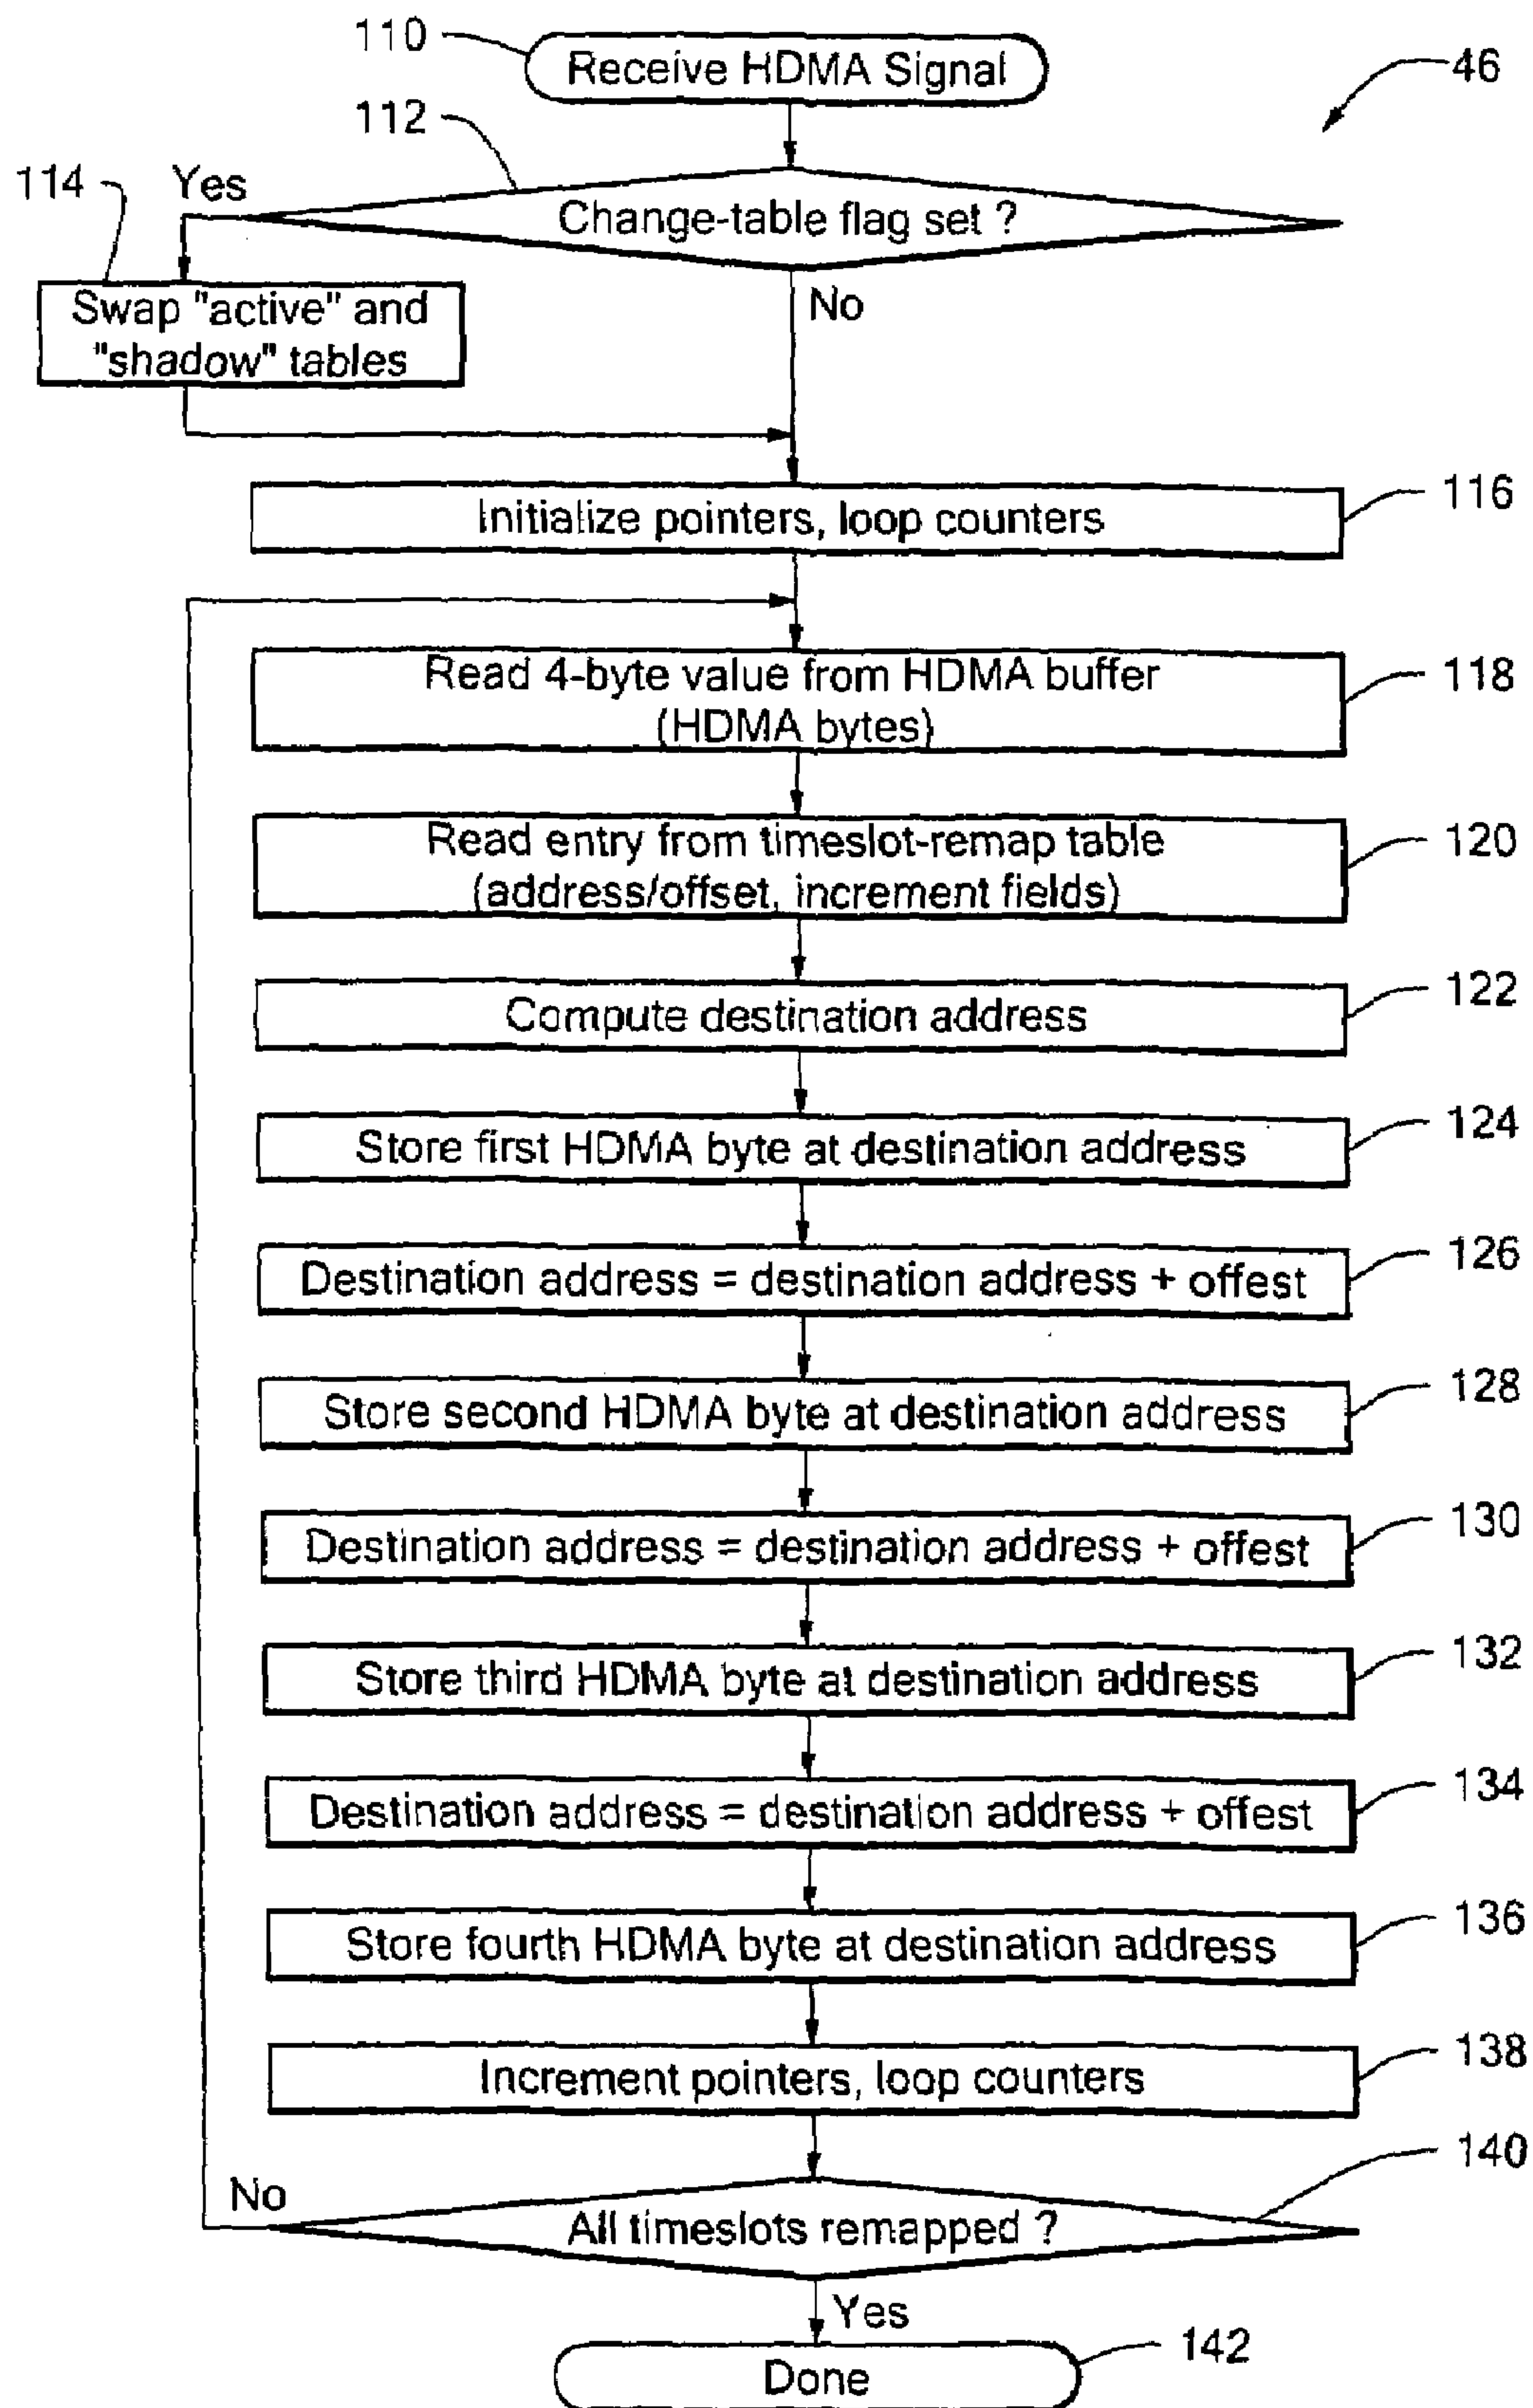 110
Receive HDMA Signal
46
112
114
Yes
Change-table flag set ?
Swap "active" and
"shadow" tables
No
Initialize pointers, loop counters
116
Read 4-byte value from HDMA buffer
(HDMA bytes)
118
Read entry from timeslot-remap table
(address/offset, increment fields)
120
Compute destination address
122
Store first HDMA byte at destination address
124
Destination address = destination address + offest
126
Store second HDMA byte at destination address
128
Destination address = destination address + offest
130
Store third HDMA byte at destination address
132
Destination address = destination address + offest
134
Store fourth HDMA byte at destination address
136
Increment pointers, loop counters
138
140
No
All timeslots remapped ?
Yes
Done
142